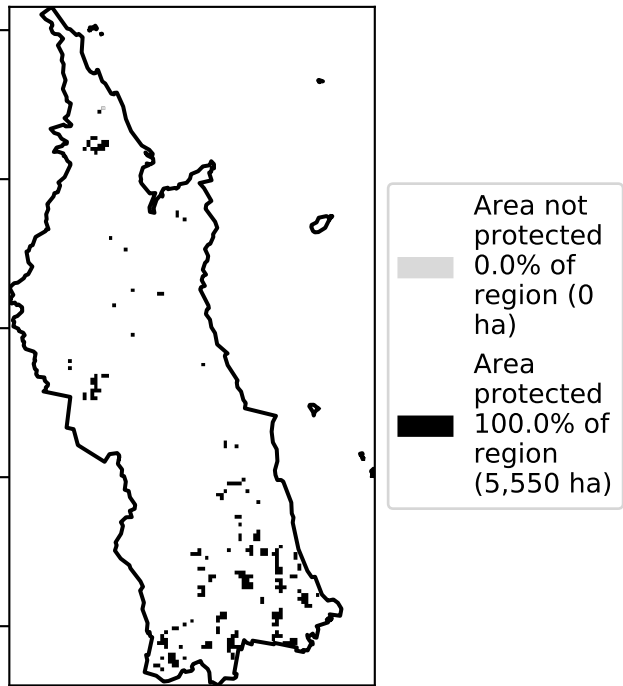 Area not
protected
0.0% of
region (0
ha)
Area
protected
100.0% of
region
(5,550 ha)